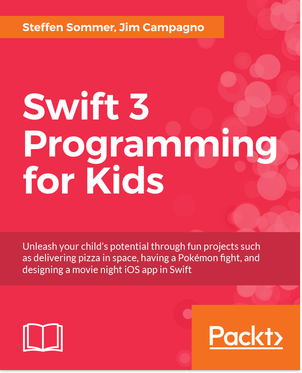 Steffen Sommer, Jim Campagno
Swift 3
Programming
for Kids
Unleash your child's potential through fun projects such
as delivering pizza in space, having a Pokémon fight, and
designing a movie night iOS app in Swift
Packt>